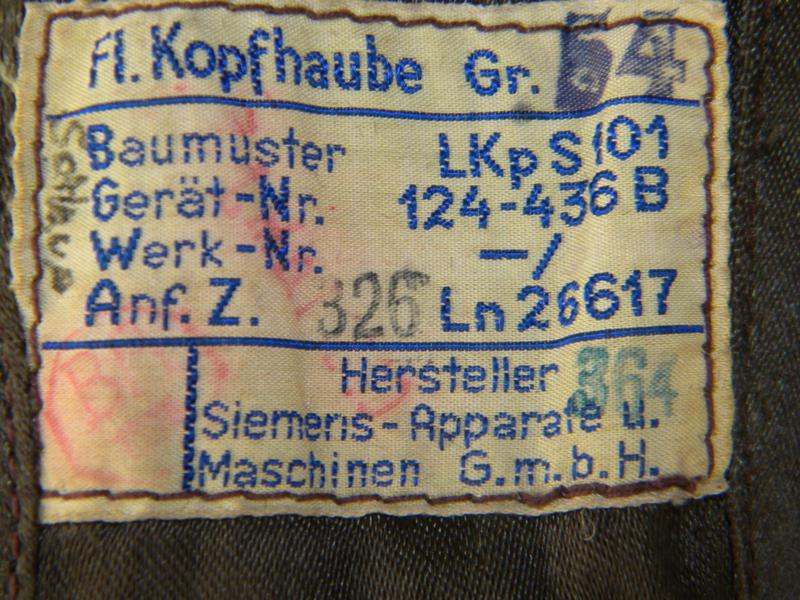 Fl. Kopfhaube Gr. 54
Baumuster LKp S 101
Gerät-Nr. 124-436 B
Werk-Nr. —/
Anf. Z. 326 Ln 26617
Hersteller 364
Siemens-Apparate u.
Maschinen G.m.b.H.